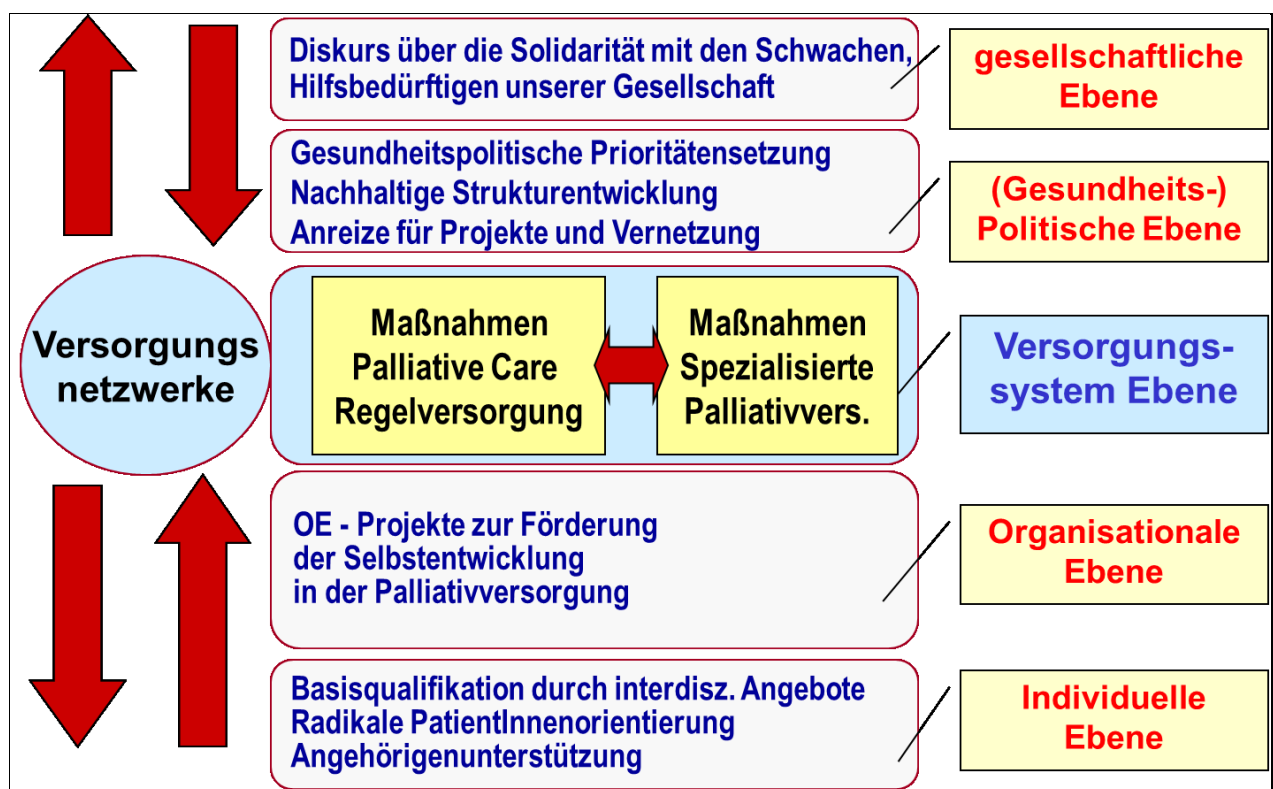 Diskurs über die Solidarität mit den Schwachen,
Hilfsbedürftigen unserer Gesellschaft
gesellschaftliche
Ebene
Gesundheitspolitische Prioritätensetzung
Nachhaltige Strukturentwicklung
Anreize für Projekte und Vernetzung
(Gesundheits-)
Politische Ebene
Versorgungs
netzwerke
Maßnahmen
Palliative Care
Regelversorgung
Maßnahmen
Spezialisierte
Palliativvers.
Versorgungs-
system Ebene
OE - Projekte zur Förderung
der Selbstentwicklung
in der Palliativversorgung
Organisationale
Ebene
Basisqualifikation durch interdisz. Angebote
Radikale PatientInnenorientierung
Angehörigenunterstützung
Individuelle
Ebene